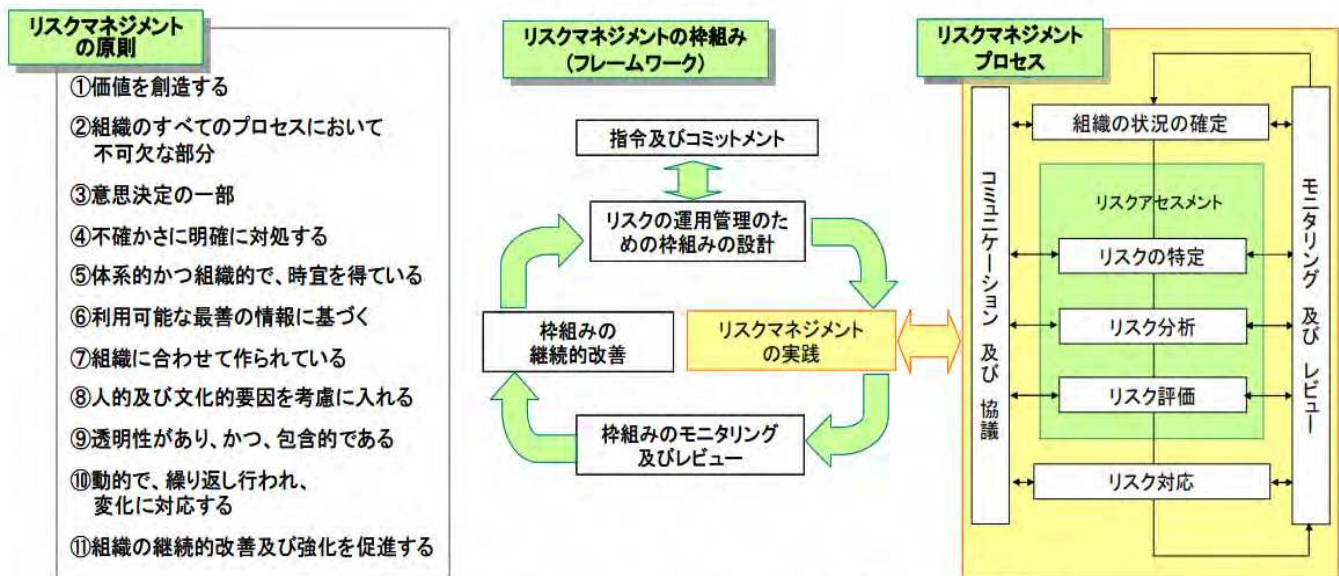 リスクマネジメント
の原則
①価値を創造する
②組織のすべてのプロセスにおいて
不可欠な部分
③意思決定の一部
④不確かさに明確に対処する
⑤体系的かつ組織的で、時宜を得ている
⑥利用可能な最善の情報に基づく
⑦組織に合わせて作られている
⑧人的及び文化的要因を考慮に入れる
⑨透明性があり、かつ、包含的である
⑩動的で、繰り返し行われ、
変化に対応する
⑪組織の継続的改善及び強化を促進する
リスクマネジメントの枠組み
(フレームワーク)
指令及びコミットメント
リスクの運用管理のた
めの枠組みの設計
枠組みの
継続的改善
リスクマネジメント
の実践
枠組みのモニタリング
及びレビュー
リスクマネジメント
プロセス
コミュニケーション 及び 協議
組織の状況の確定
リスクアセスメント
リスクの特定
リスク分析
リスク評価
リスク対応
モニタリング 及び レビュー